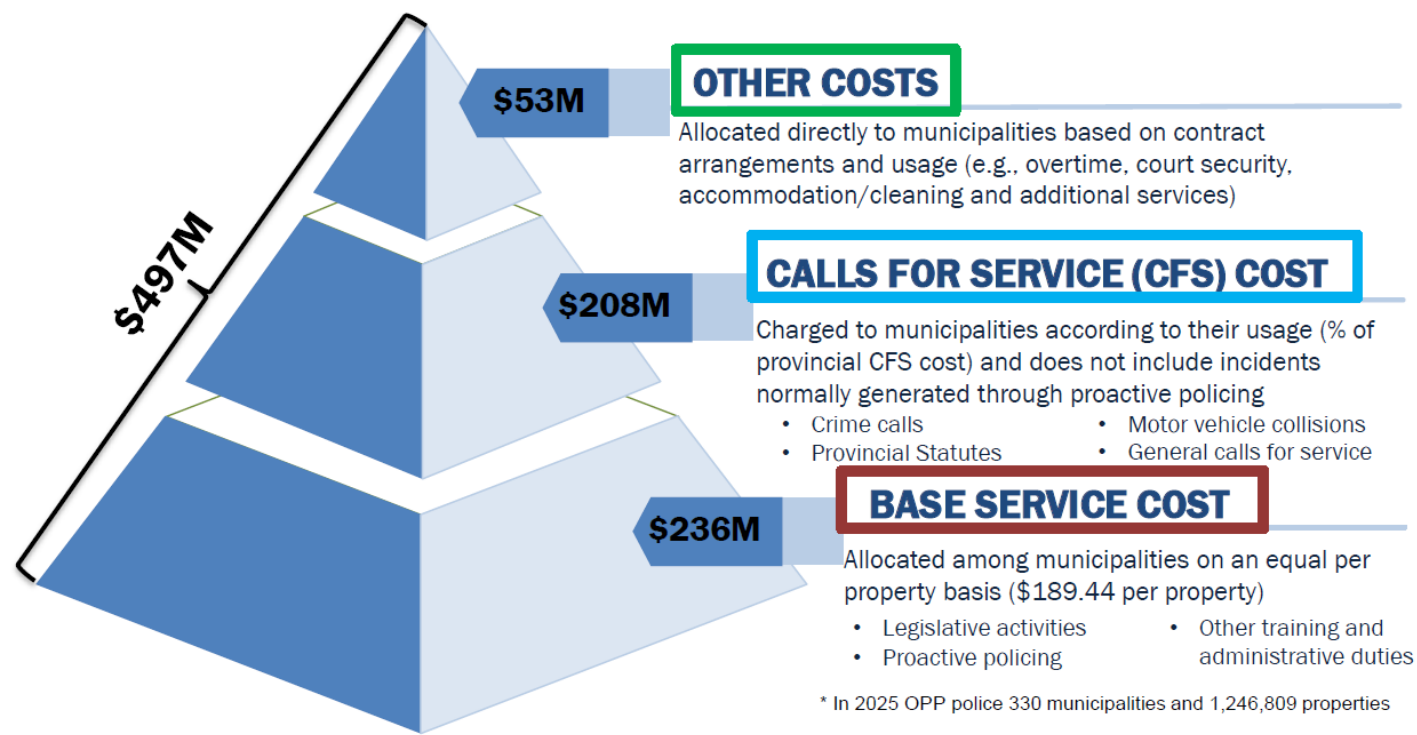 $497M
$53M
OTHER COSTS
Allocated directly to municipalities based on contract
arrangements and usage (e.g., overtime, court security,
accommodation/cleaning and additional services)
$208M
CALLS FOR SERVICE (CFS) COST
Charged to municipalities according to their usage (% of
provincial CFS cost) and does not include incidents
normally generated through proactive policing
• Crime calls
• Provincial Statutes
• Motor vehicle collisions
• General calls for service
$236M
BASE SERVICE COST
Allocated among municipalities on an equal per
property basis ($189.44 per property)
• Legislative activities
• Proactive policing
• Other training and
administrative duties
* In 2025 OPP police 330 municipalities and 1,246,809 properties